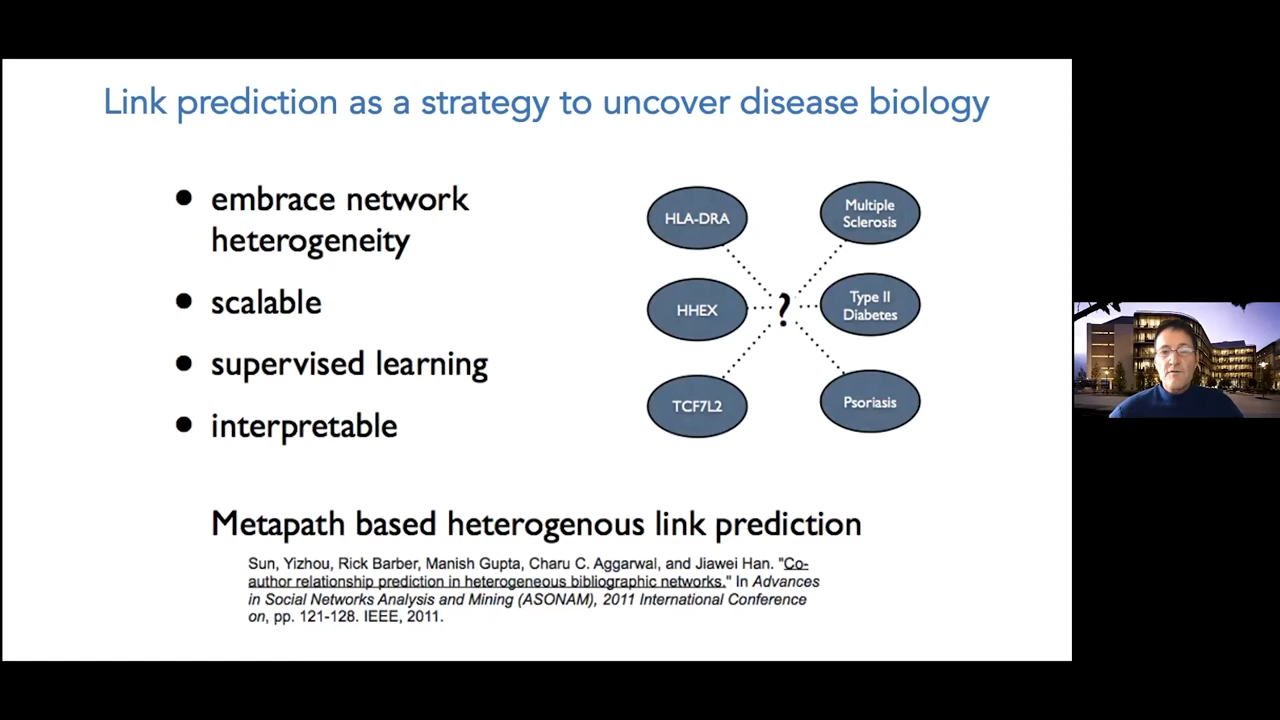 Link prediction as a strategy to uncover disease biology
• embrace network
heterogeneity
• scalable
• supervised learning
• interpretable
HLA-DRA
HHEX
TCF7L2
?
Multiple
Sclerosis
Type II
Diabetes
Psoriasis
Metapath based heterogenous link prediction
Sun, Yizhou, Rick Barber, Manish Gupta, Charu C. Aggarwal, and Jiawei Han. "Co-
author relationship prediction in heterogeneous bibliographic networks." In Advances
in Social Networks Analysis and Mining (ASONAM), 2011 International Conference
on, pp. 121-128. IEEE, 2011.